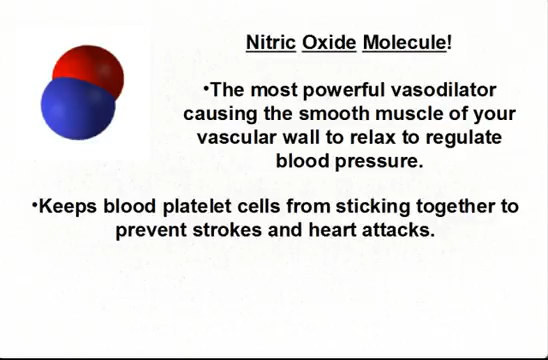 Nitric Oxide Molecule!
•The most powerful vasodilator
causing the smooth muscle of your
vascular wall to relax to regulate
blood pressure.
•Keeps blood platelet cells from sticking together to
prevent strokes and heart attacks.